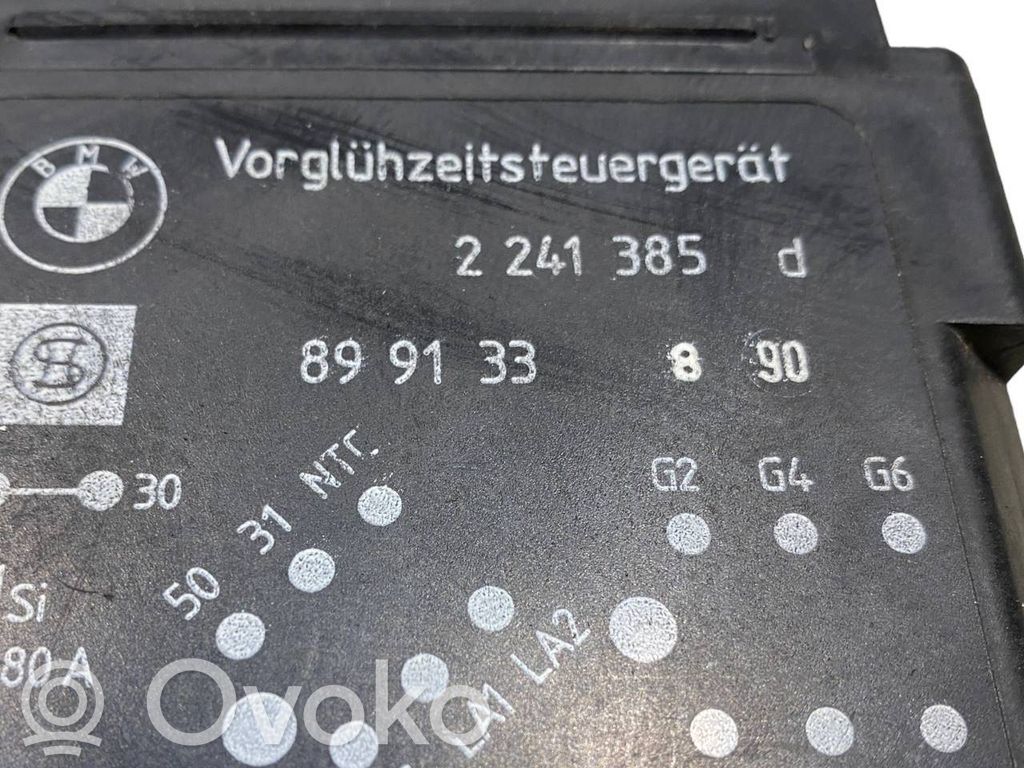 BMW
Vorglühzeitsteuergerät
2 241 385 d
S
89 91 33 8 90
30
NTC
G2 G4 G6
31
50
Si
80 A
LA2
LA1
Ovoko